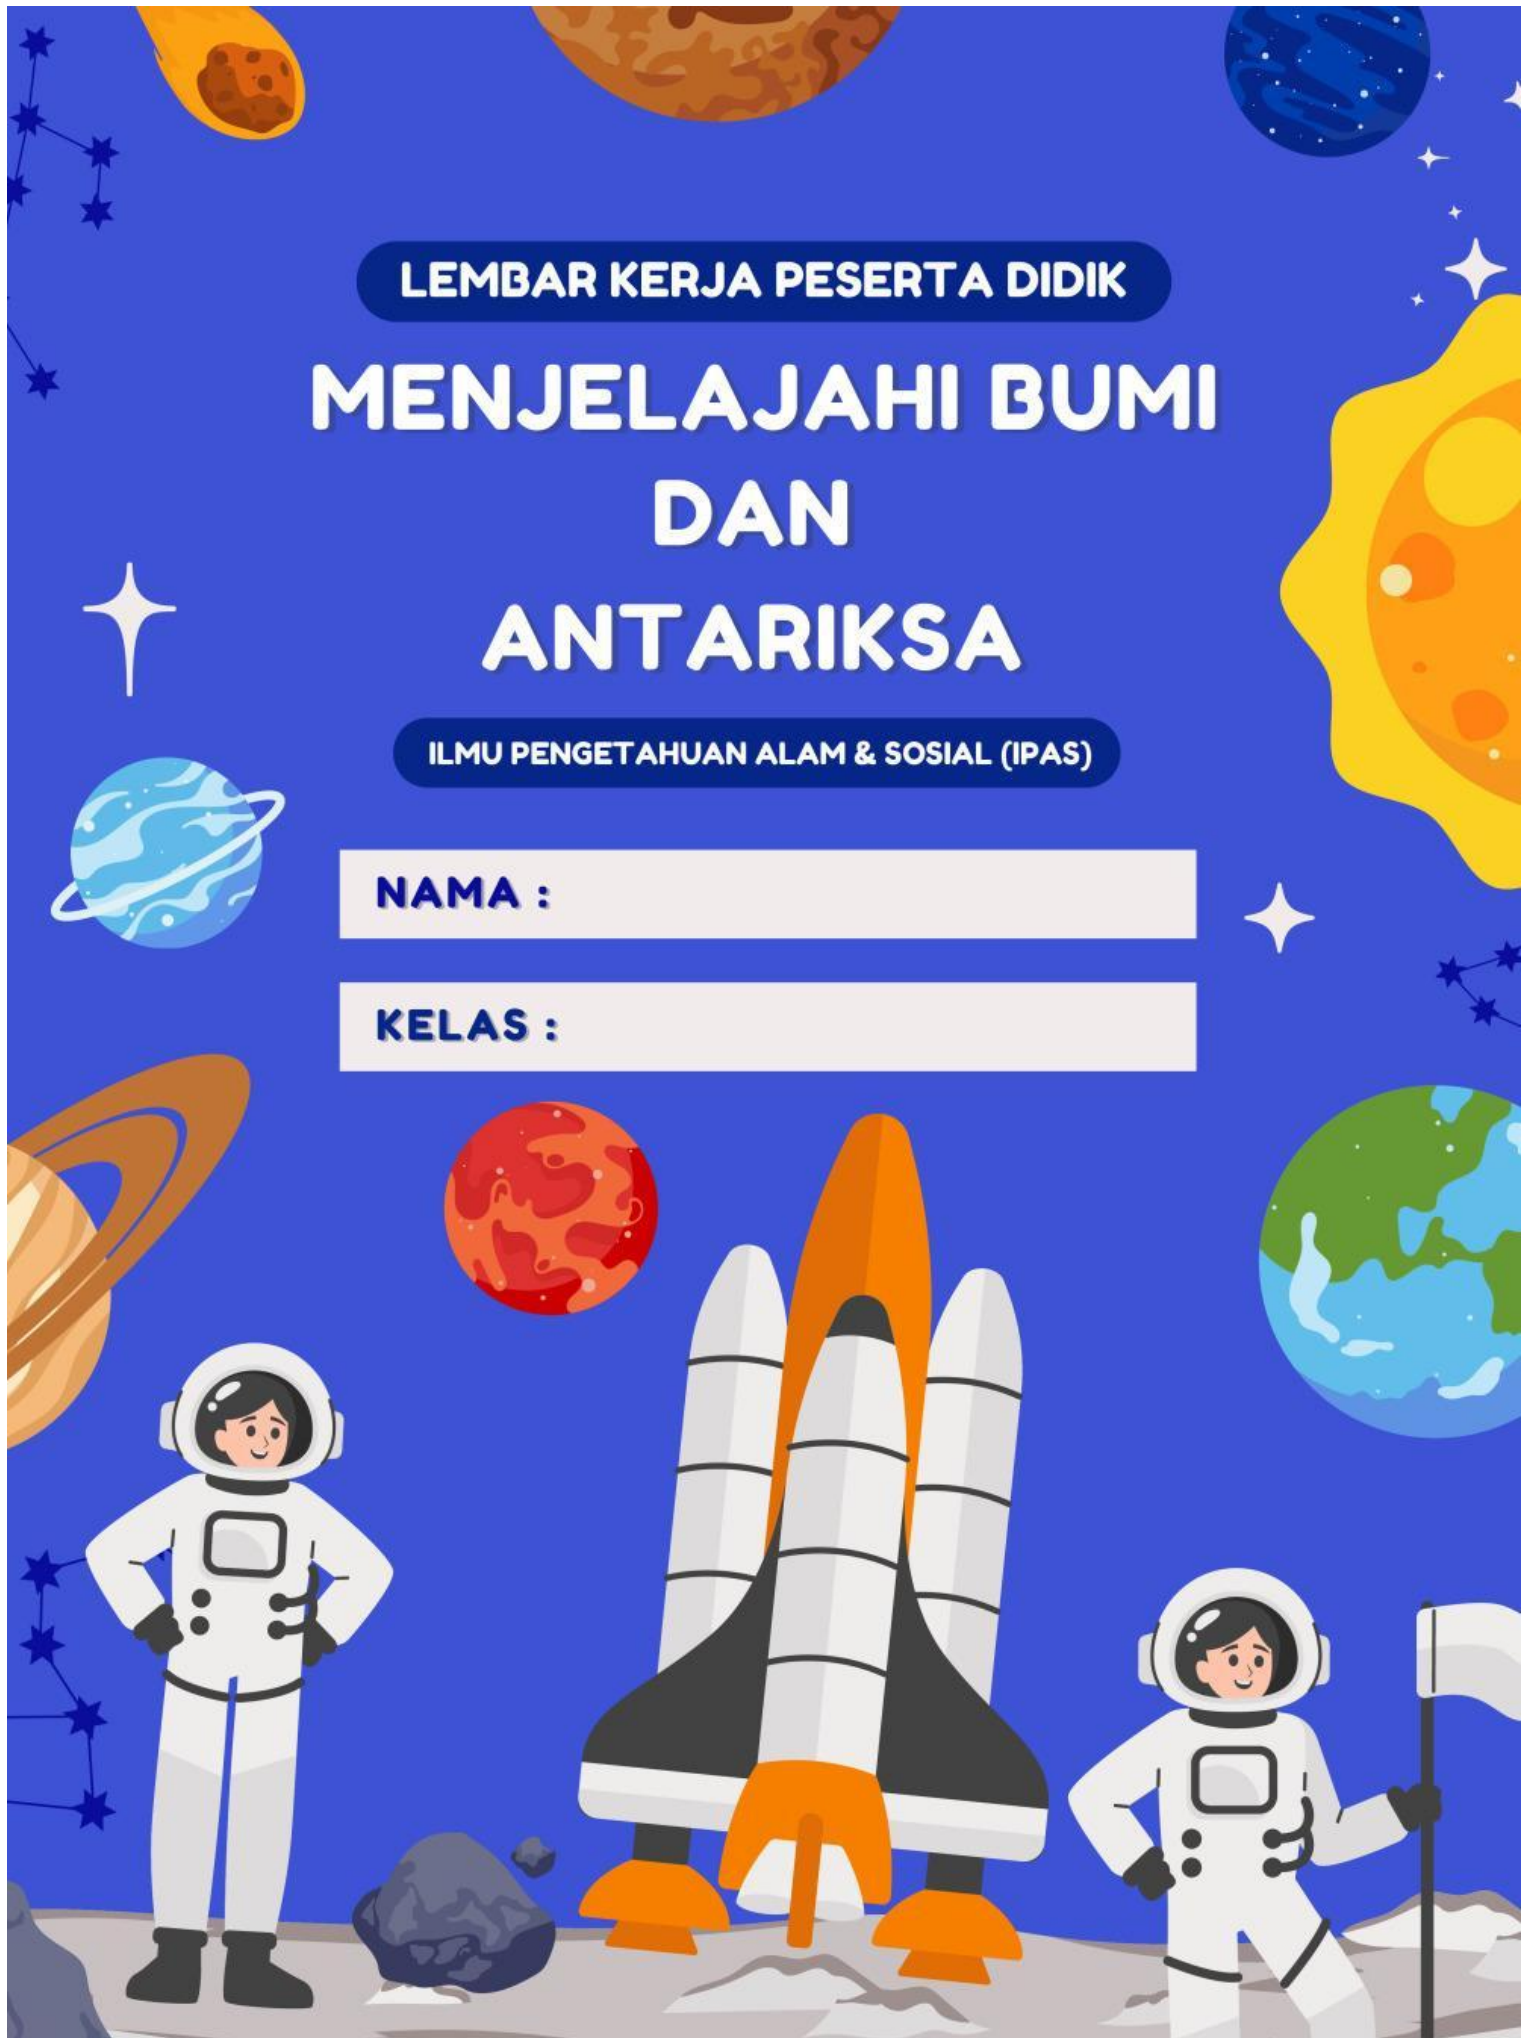 LEMBAR KERJA PESERTA DIDIK
MENJELAJAHI BUMI
DAN
ANTARIKSA
ILMU PENGETAHUAN ALAM & SOSIAL (IPAS)
NAMA :
KELAS :